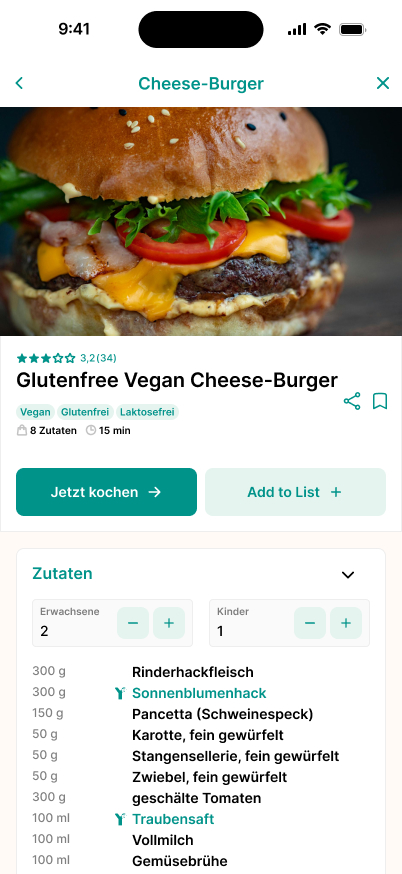 9:41
Cheese-Burger
3,2(34)
Glutenfree Vegan Cheese-Burger
Vegan Glutenfrei Laktosefrei
8 Zutaten 15 min
Jetzt kochen → Add to List +
Zutaten
Erwachsene Kinder
2 − + 1 − +
300 g Rinderhackfleisch
300 g Sonnenblumenhack
150 g Pancetta (Schweinespeck)
50 g Karotte, fein gewürfelt
50 g Stangensellerie, fein gewürfelt
50 g Zwiebel, fein gewürfelt
300 g geschälte Tomaten
100 ml Traubensaft
100 ml Vollmilch
100 ml Gemüsebrühe